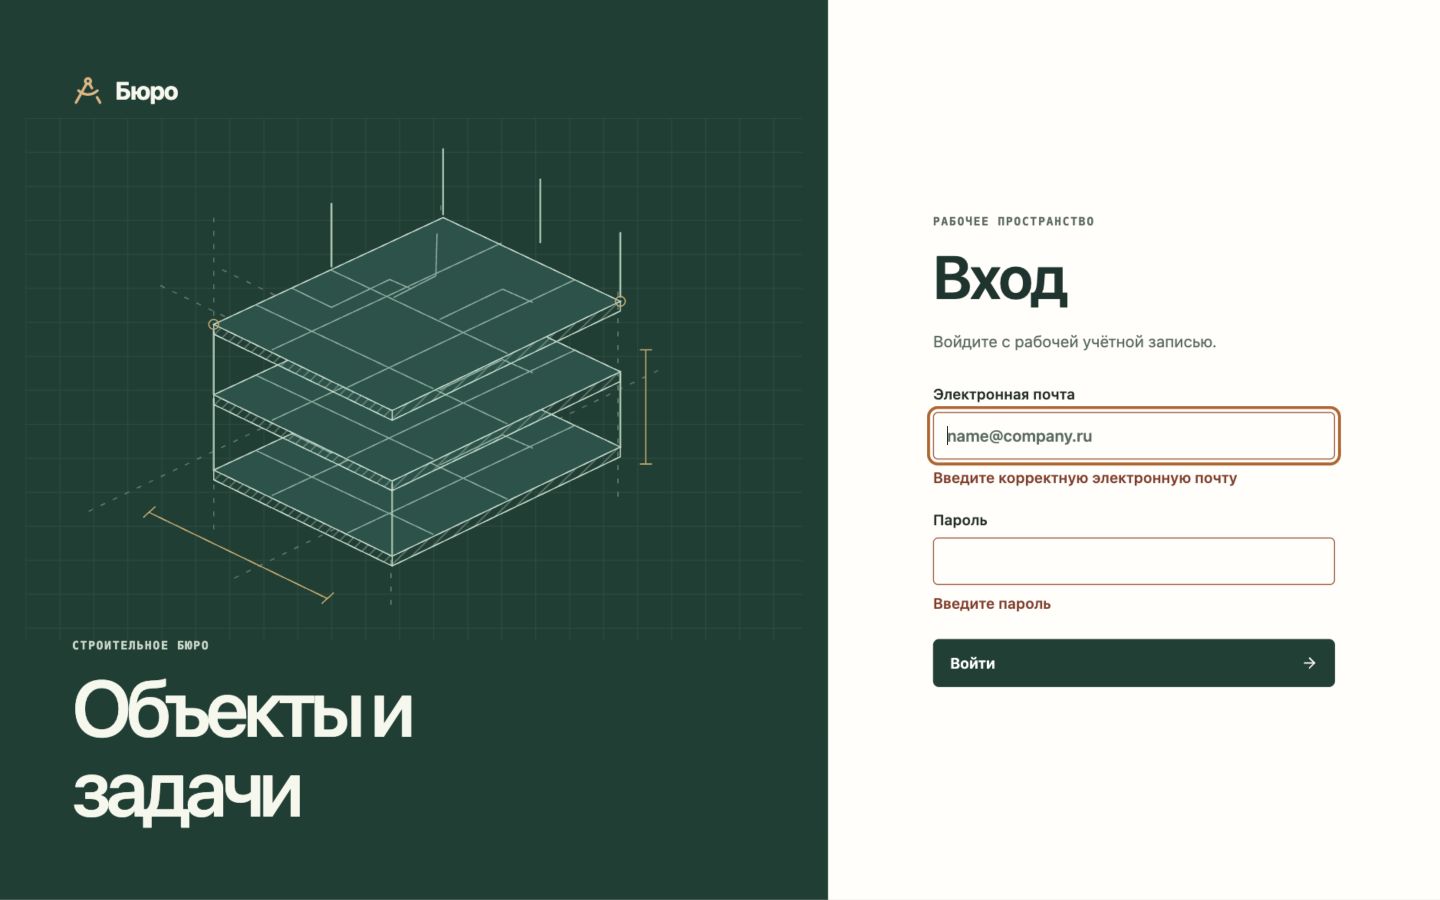 Бюро
СТРОИТЕЛЬНОЕ БЮРО
Объекты и
задачи
РАБОЧЕЕ ПРОСТРАНСТВО
Вход
Войдите с рабочей учётной записью.
Электронная почта
name@company.ru
Введите корректную электронную почту
Пароль
Введите пароль
Войти